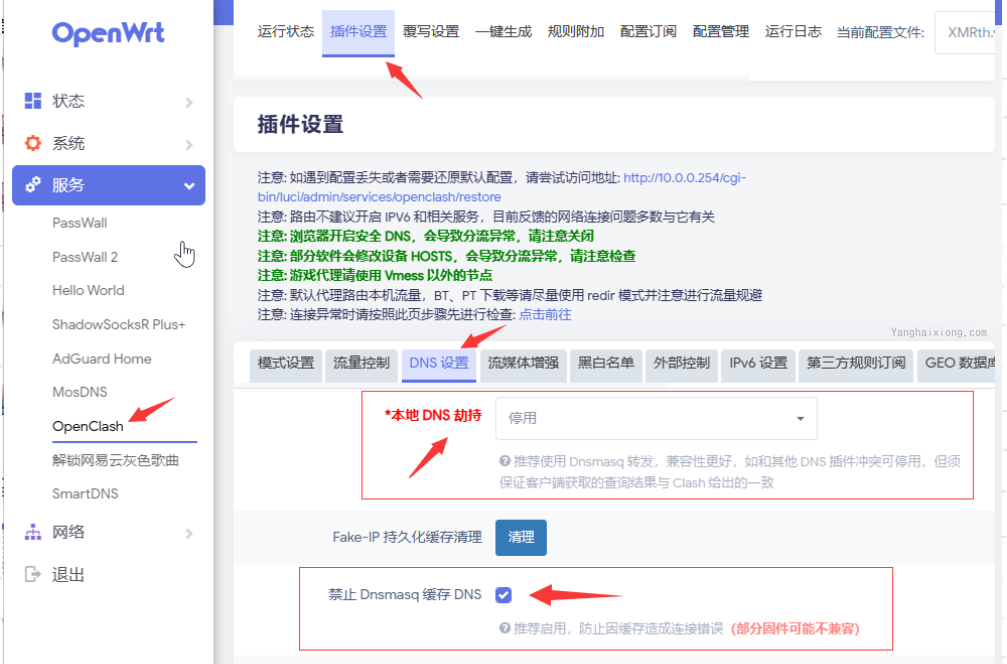 OpenWrt
状态
系统
服务
PassWall
PassWall 2
Hello World
ShadowSocksR Plus+
AdGuard Home
MosDNS
OpenClash
解锁网易云灰色歌曲
SmartDNS
网络
退出
运行状态 插件设置 覆写设置 一键生成 规则附加 配置订阅 配置管理 运行日志 当前配置文件: XMRth.
插件设置
注意: 如遇到配置丢失或者需要还原默认配置，请尝试访问地址: http://10.0.0.254/cgi-
bin/luci/admin/services/openclash/restore
注意: 路由不建议开启 IPV6 和相关服务，目前反馈的网络连接问题多数与它有关
注意: 浏览器开启安全 DNS，会导致分流异常，请注意关闭
注意: 部分软件会修改设备 HOSTS，会导致分流异常，请注意检查
注意: 游戏代理请使用 Vmess 以外的节点
注意: 默认代理路由本机流量，BT、PT 下载等请尽量使用 redir 模式并注意进行流量规避
注意: 连接异常时请按照此页步骤先进行检查: 点击前往
Yanghaixiong.com
模式设置 流量控制 DNS 设置 流媒体增强 黑白名单 外部控制 IPv6 设置 第三方规则订阅 GEO 数据库
*本地 DNS 劫持 停用
推荐使用 Dnsmasq 转发，兼容性更好，如和其他 DNS 插件冲突可停用，但须
保证客户端获取的查询结果与 Clash 给出的一致
Fake-IP 持久化缓存清理 清理
禁止 Dnsmasq 缓存 DNS
推荐启用，防止因缓存造成连接错误 (部分固件可能不兼容)